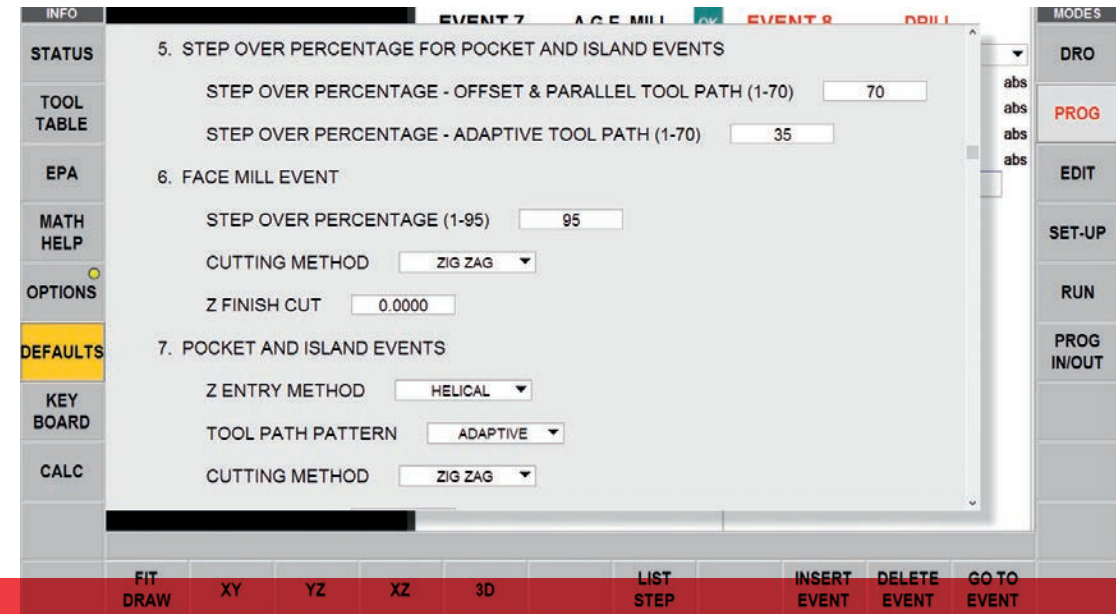 INFO
STATUS
TOOL
TABLE
EPA
MATH
HELP
OPTIONS
DEFAULTS
KEY
BOARD
CALC
EVENT 7 A.G.E. MILL OK EVENT 8 DRILL
5. STEP OVER PERCENTAGE FOR POCKET AND ISLAND EVENTS
STEP OVER PERCENTAGE - OFFSET & PARALLEL TOOL PATH (1-70) 70
STEP OVER PERCENTAGE - ADAPTIVE TOOL PATH (1-70) 35
6. FACE MILL EVENT
STEP OVER PERCENTAGE (1-95) 95
CUTTING METHOD ZIG ZAG
Z FINISH CUT 0.0000
7. POCKET AND ISLAND EVENTS
Z ENTRY METHOD HELICAL
TOOL PATH PATTERN ADAPTIVE
CUTTING METHOD ZIG ZAG
abs
abs
abs
abs
MODES
DRO
PROG
EDIT
SET-UP
RUN
PROG
IN/OUT
FIT
DRAW
XY
YZ
XZ
3D
LIST
STEP
INSERT
EVENT
DELETE
EVENT
GO TO
EVENT